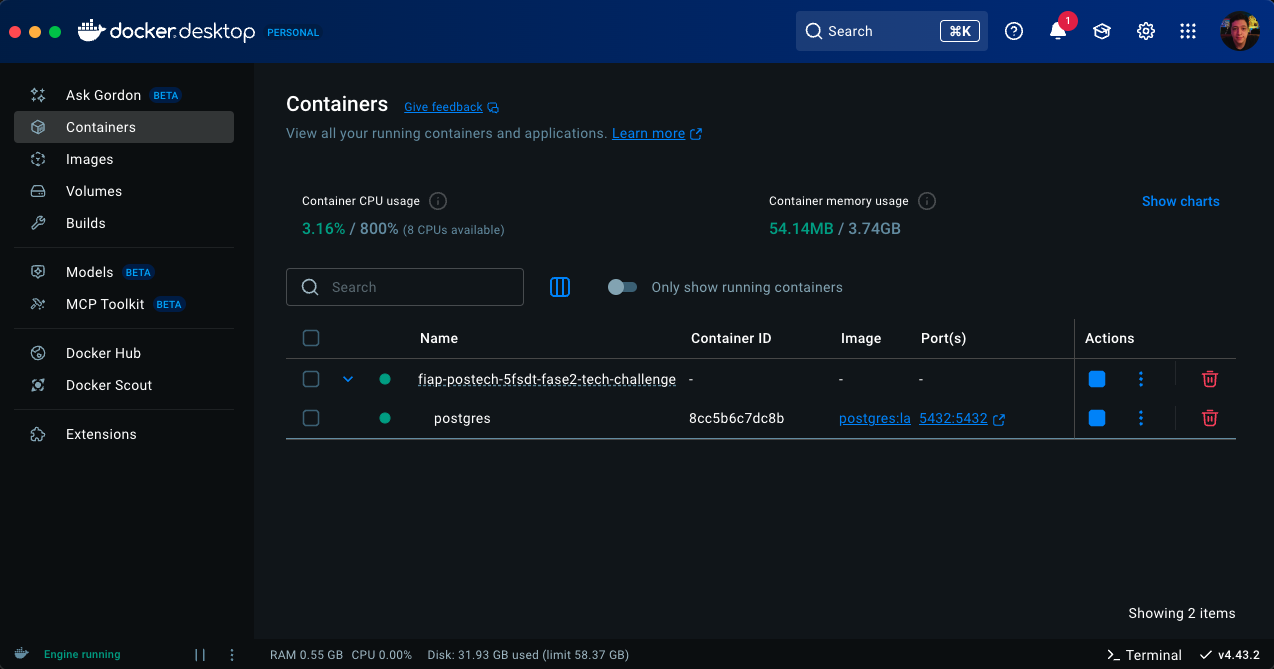 docker.desktop PERSONAL Search ⌘K 1
Ask Gordon BETA
Containers
Images
Volumes
Builds
Models BETA
MCP Toolkit BETA
Docker Hub
Docker Scout
Extensions
Containers Give feedback
View all your running containers and applications. Learn more
Container CPU usage
3.16% / 800% (8 CPUs available)
Container memory usage
54.14MB / 3.74GB
Show charts
Search
Only show running containers
Name Container ID Image Port(s) Actions
fiap-postech-5fsdt-fase2-tech-challenge - - -
postgres 8cc5b6c7dc8b postgres:la 5432:5432
Showing 2 items
Engine running RAM 0.55 GB CPU 0.00% Disk: 31.93 GB used (limit 58.37 GB) >_ Terminal v4.43.2